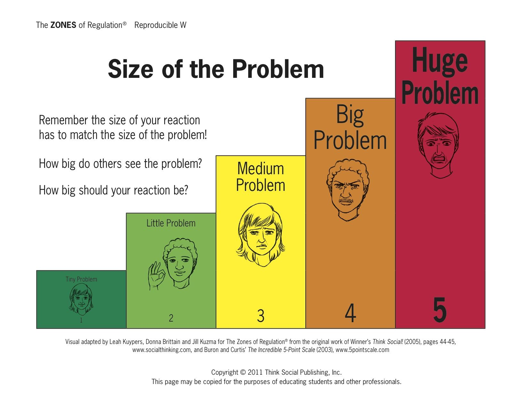 The ZONES of Regulation® Reproducible W
Size of the Problem
Remember the size of your reaction
has to match the size of the problem!
How big do others see the problem?
How big should your reaction be?
Tiny Problem
1
Little Problem
2
Medium
Problem
3
Big
Problem
4
Huge
Problem
5
Visual adapted by Leah Kuypers, Donna Brittain and Jill Kuzma for The Zones of Regulation® from the original work of Winner's Think Social! (2005), pages 44-45,
www.socialthinking.com, and Buron and Curtis' The Incredible 5-Point Scale (2003), www.5pointscale.com
Copyright © 2011 Think Social Publishing, Inc.
This page may be copied for the purposes of educating students and other professionals.